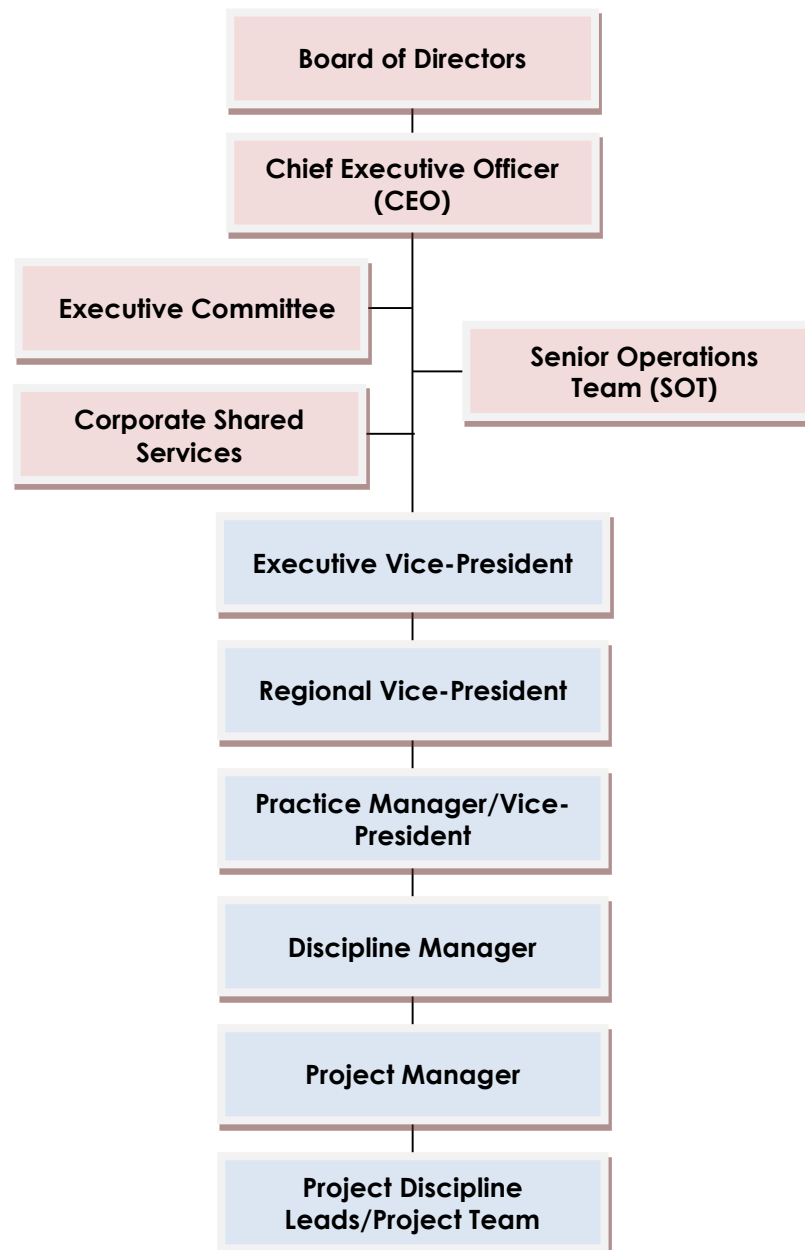 Board of Directors
Chief Executive Officer
(CEO)
Executive Committee
Senior Operations
Team (SOT)
Corporate Shared
Services
Executive Vice-President
Regional Vice-President
Practice Manager/Vice-
President
Discipline Manager
Project Manager
Project Discipline
Leads/Project Team